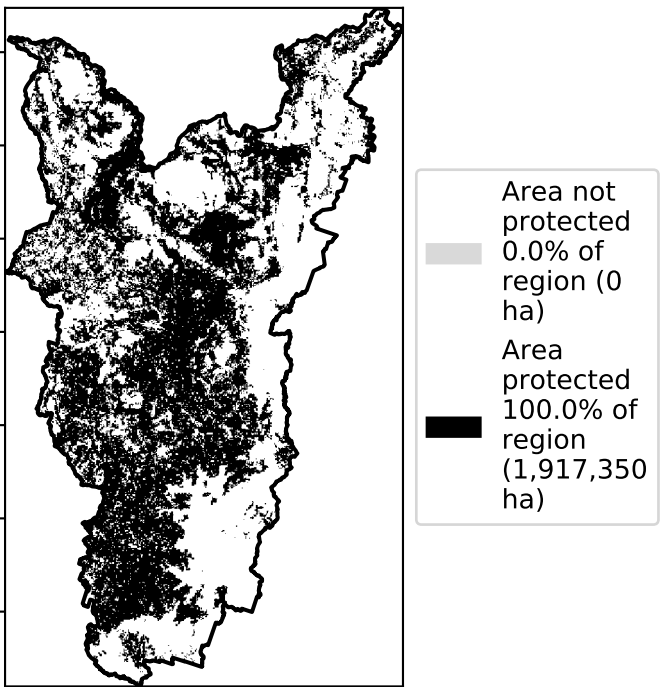 Area not
protected
0.0% of
region (0
ha)
Area
protected
100.0% of
region
(1,917,350
ha)